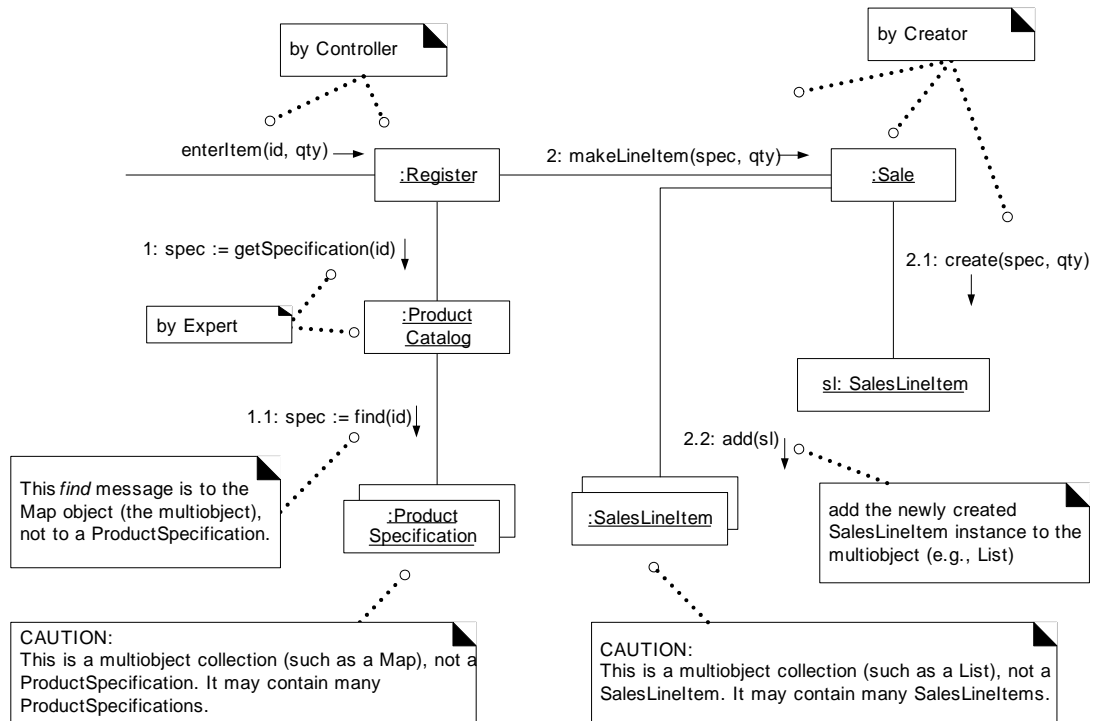 by Controller
by Creator
enterItem(id, qty)
:Register
2: makeLineItem(spec, qty)
:Sale
1: spec := getSpecification(id)
2.1: create(spec, qty)
by Expert
:Product
Catalog
sl: SalesLineItem
1.1: spec := find(id)
2.2: add(sl)
This find message is to the
Map object (the multiobject),
not to a ProductSpecification.
:Product
Specification
:SalesLineItem
add the newly created
SalesLineItem instance to the
multiobject (e.g., List)
CAUTION:
This is a multiobject collection (such as a Map), not a
ProductSpecification. It may contain many
ProductSpecifications.
CAUTION:
This is a multiobject collection (such as a List), not a
SalesLineItem. It may contain many SalesLineItems.